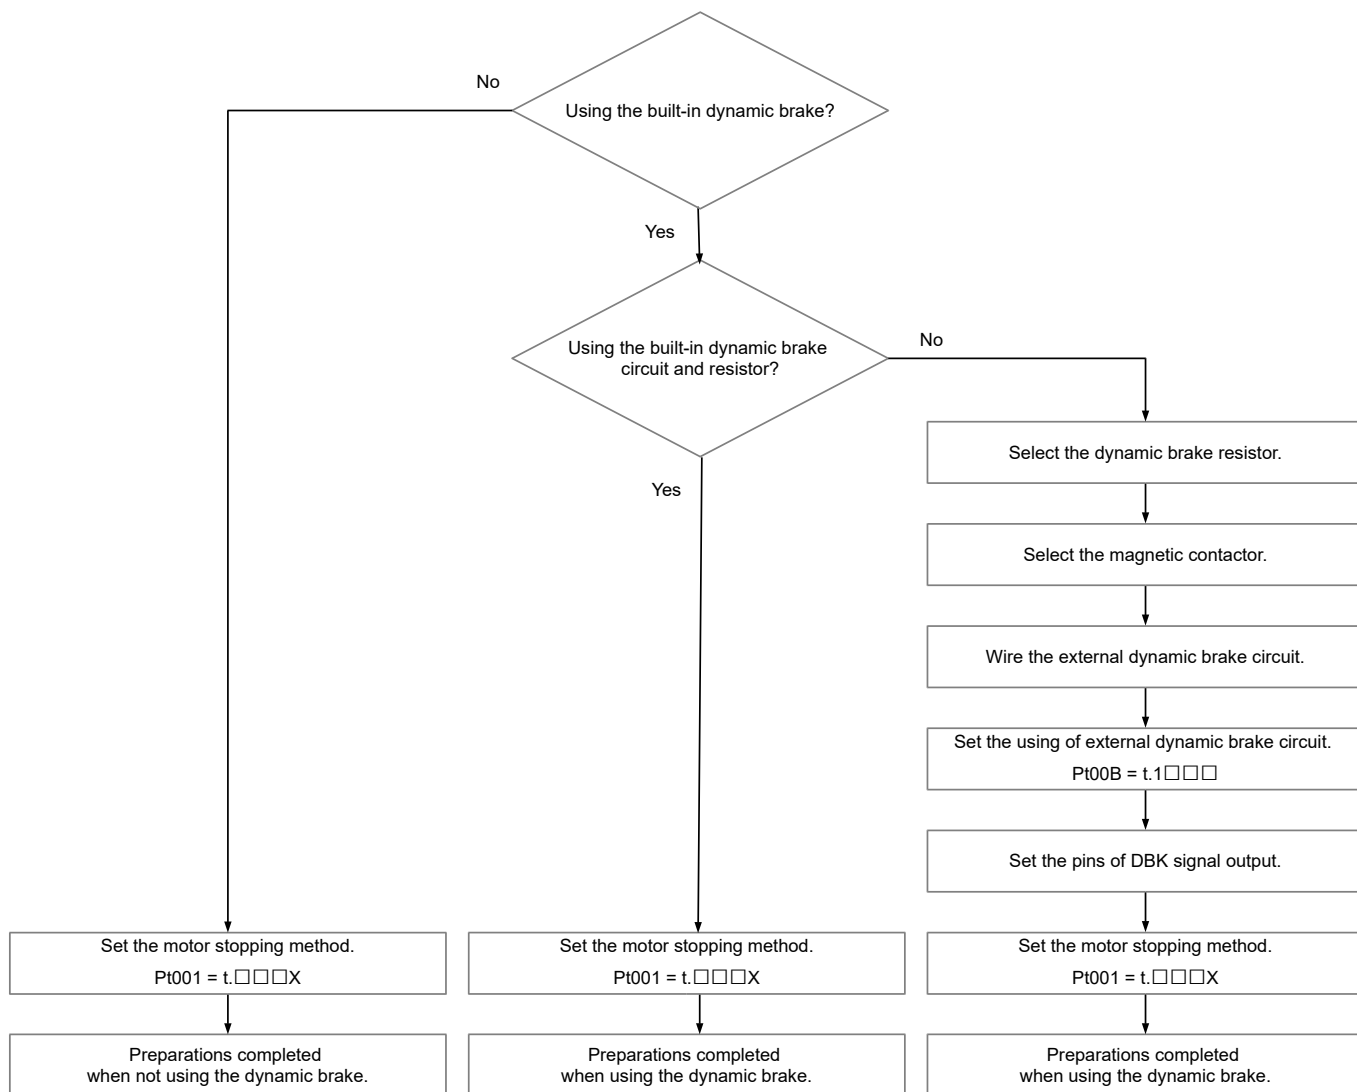 No
Using the built-in dynamic brake?
Yes
Using the built-in dynamic brake
circuit and resistor?
No
Select the dynamic brake resistor.
Yes
Select the magnetic contactor.
Wire the external dynamic brake circuit.
Set the using of external dynamic brake circuit.
Pt00B = t.1□□□
Set the pins of DBK signal output.
Set the motor stopping method.
Pt001 = t.□□□X
Set the motor stopping method.
Pt001 = t.□□□X
Set the motor stopping method.
Pt001 = t.□□□X
Preparations completed
when not using the dynamic brake.
Preparations completed
when using the dynamic brake.
Preparations completed
when using the dynamic brake.